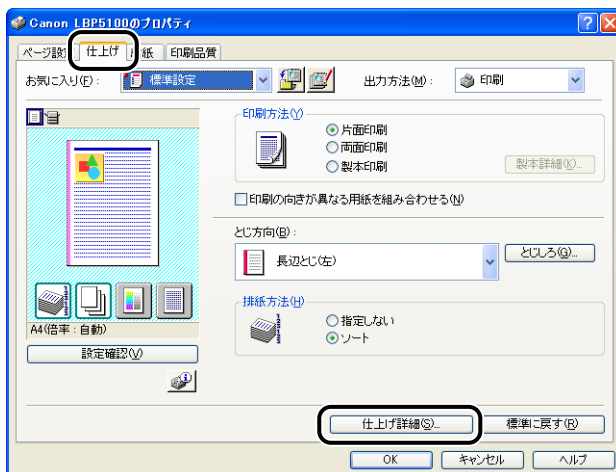 Canon LBP5100のプロパティ
ページ設定 仕上げ 給紙 印刷品質
お気に入り(F): 標準設定 出力方法(M): 印刷
印刷方法(Y)
片面印刷
両面印刷
製本印刷 製本詳細(K)...
印刷の向きが異なる用紙を組み合わせる(N)
とじ方向(B):
長辺とじ(左) とじしろ(G)...
排紙方法(H)
指定しない
ソート
A4(倍率:自動)
設定確認(V)
仕上げ詳細(S)... 標準に戻す(R)
OK キャンセル ヘルプ